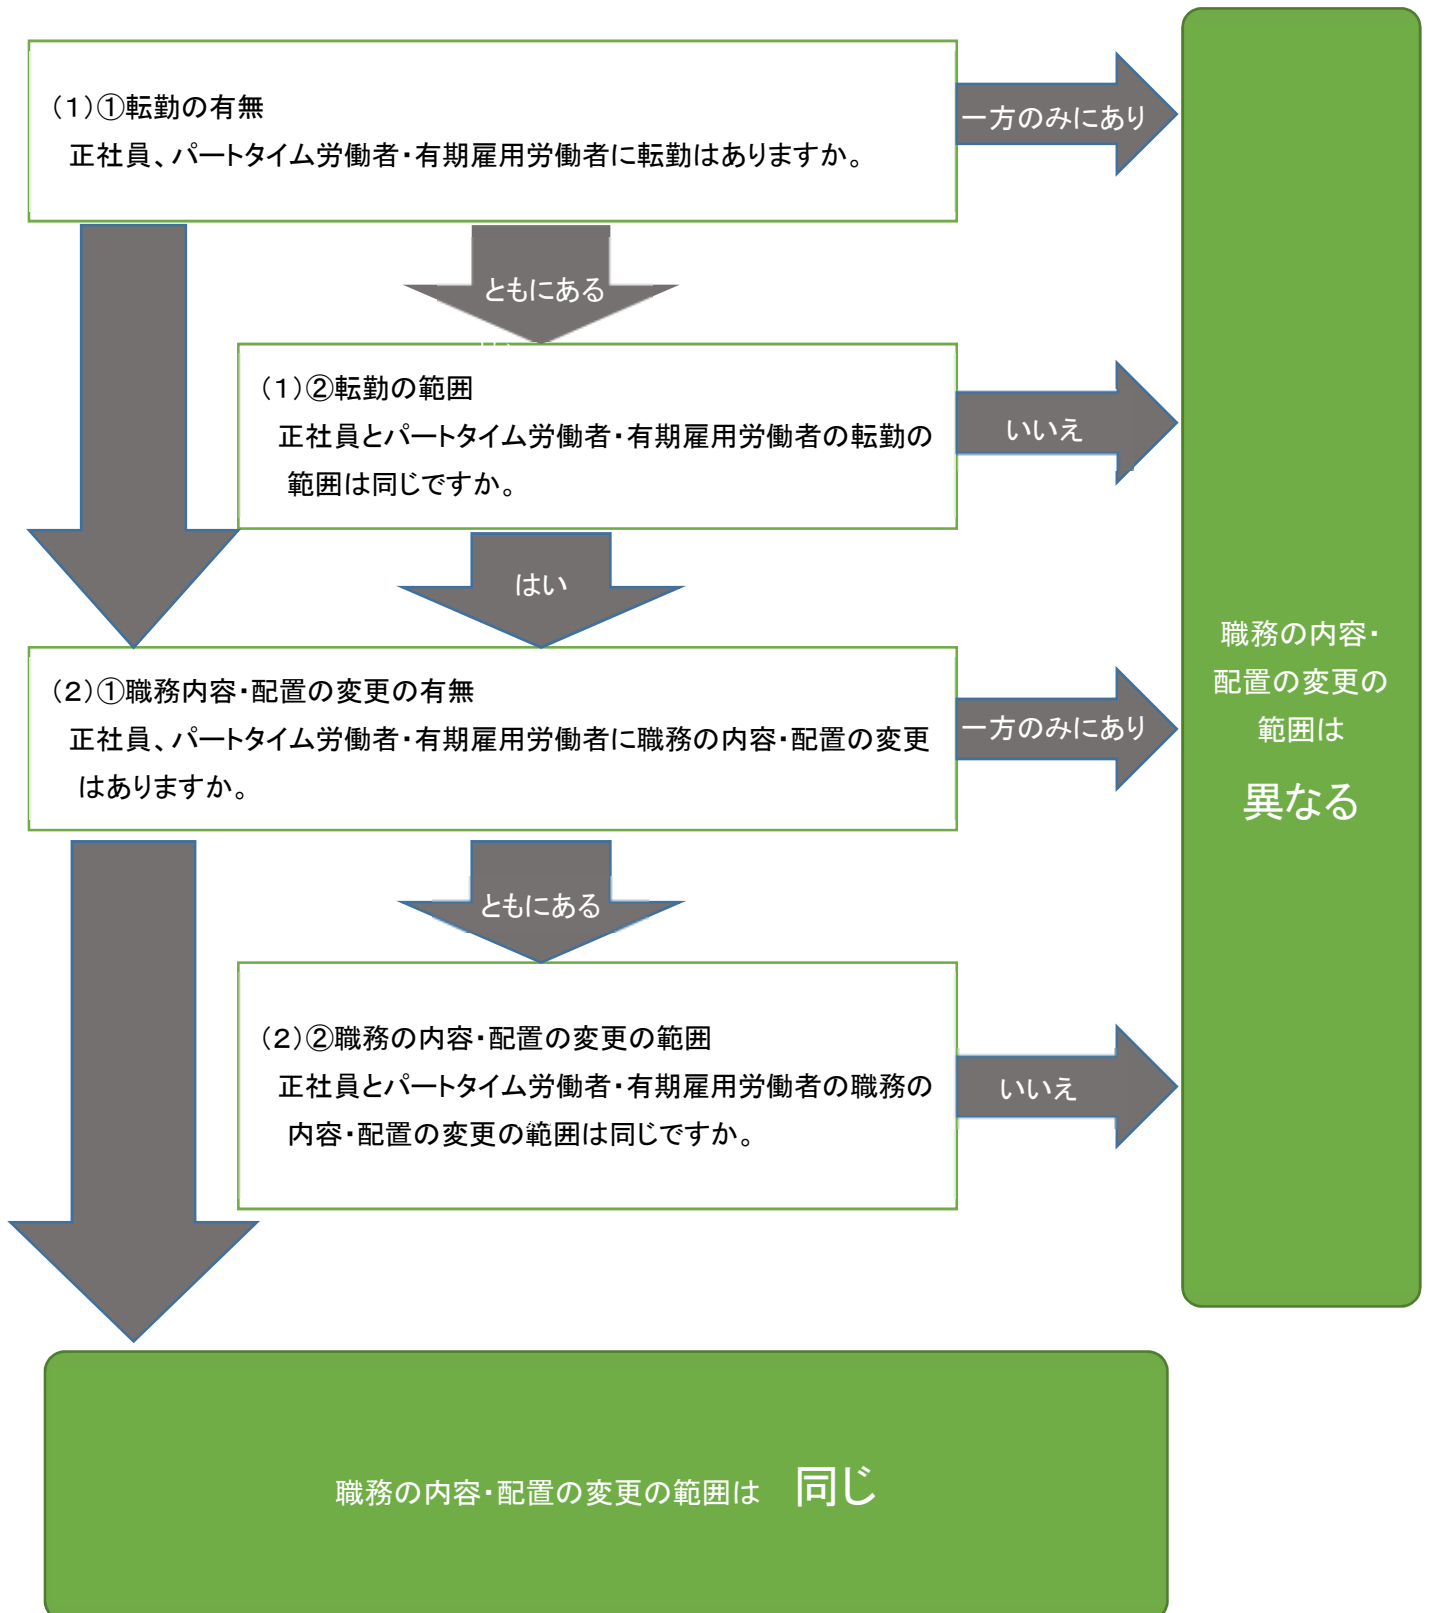 (1)①転勤の有無
正社員、パートタイム労働者・有期雇用労働者に転勤はありますか。
一方のみにあり
ともにある
(1)②転勤の範囲
正社員とパートタイム労働者・有期雇用労働者の転勤の
範囲は同じですか。
いいえ
はい
(2)①職務内容・配置の変更の有無
正社員、パートタイム労働者・有期雇用労働者に職務の内容・配置の変更
はありますか。
一方のみにあり
ともにある
(2)②職務の内容・配置の変更の範囲
正社員とパートタイム労働者・有期雇用労働者の職務の
内容・配置の変更の範囲は同じですか。
いいえ
職務の内容・
配置の変更の
範囲は
異なる
職務の内容・配置の変更の範囲は 同じ